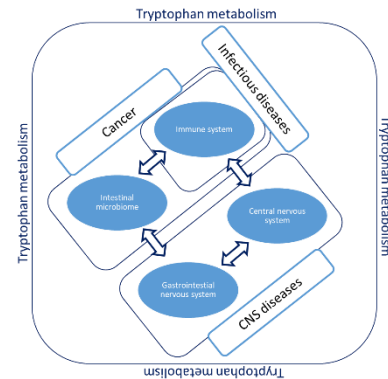 Tryptophan metabolism
Infectious diseases
Cancer
Immune system
Tryptophan metabolism
Tryptophan metabolism
Intestinal
microbiome
Central nervous
system
Gastrointestial
nervous system
CNS diseases
Tryptophan metabolism